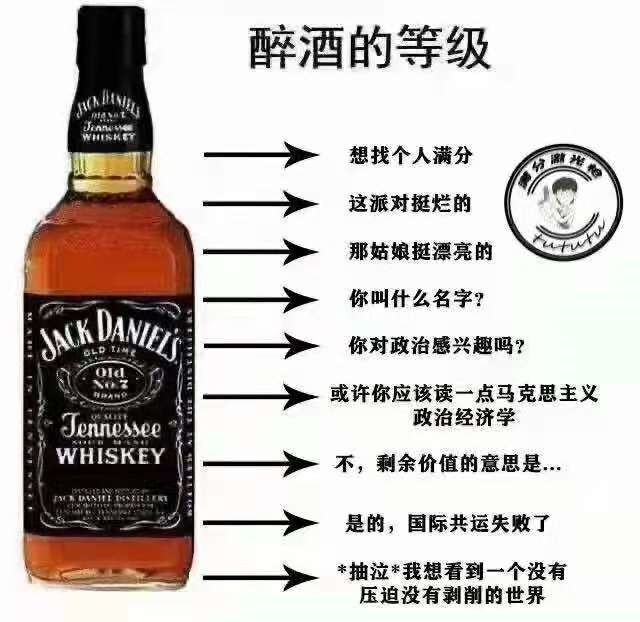 醉酒的等级
想找个人满分
这派对挺烂的
那姑娘挺漂亮的
你叫什么名字?
你对政治感兴趣吗?
或许你应该读一点马克思主义
政治经济学
不，剩余价值的意思是...
是的，国际共运失败了
*抽泣*我想看到一个没有
压迫没有剥削的世界
满分激光枪
tututu
JACK DANIEL'S
Old No.7
Tennessee
WHISKEY
JACK DANIEL'S
OLD TIME
Old
No.7
BRAND
QUALITY
Tennessee
SOUR MASH
WHISKEY
JACK DANIEL DISTILLERY